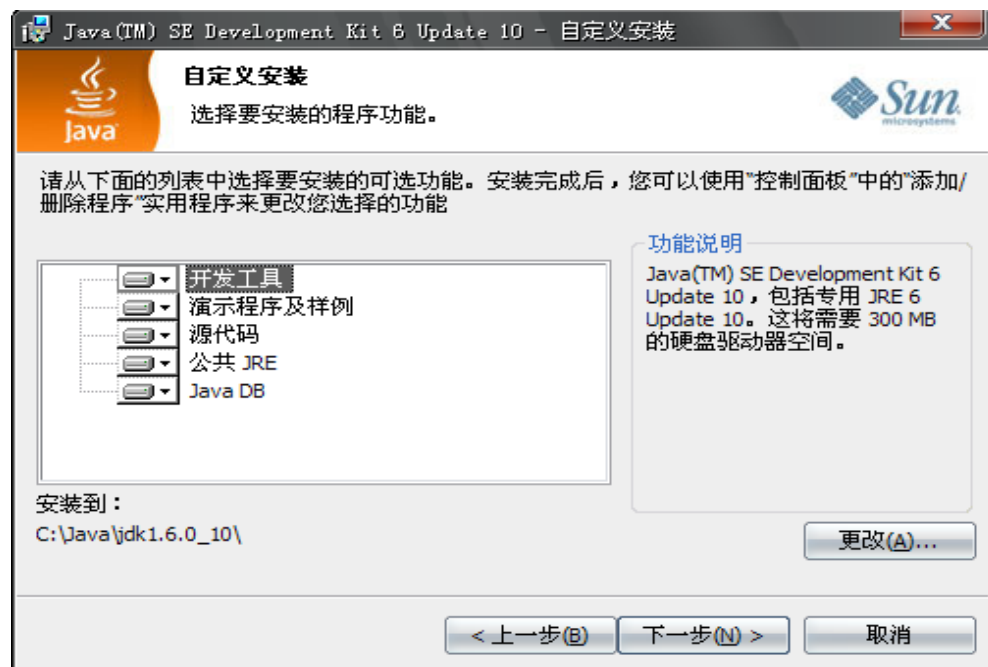 Java(TM) SE Development Kit 6 Update 10 - 自定义安装
Java
自定义安装
选择要安装的程序功能。
Sun
microsystems
请从下面的列表中选择要安装的可选功能。安装完成后，您可以使用"控制面板"中的"添加/
删除程序"实用程序来更改您选择的功能
开发工具
演示程序及样例
源代码
公共 JRE
Java DB
功能说明
Java(TM) SE Development Kit 6
Update 10，包括专用 JRE 6
Update 10。这将需要 300 MB
的硬盘驱动器空间。
安装到：
C:\Java\jdk1.6.0_10\
更改(A)...
< 上一步(B)
下一步(N) >
取消